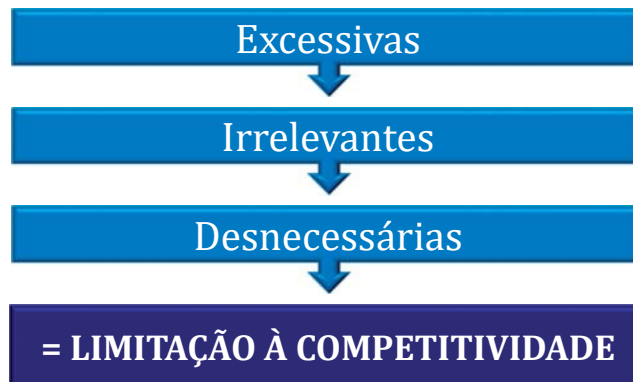 Excessivas
Irrelevantes
Desnecessárias
= LIMITAÇÃO À COMPETITIVIDADE